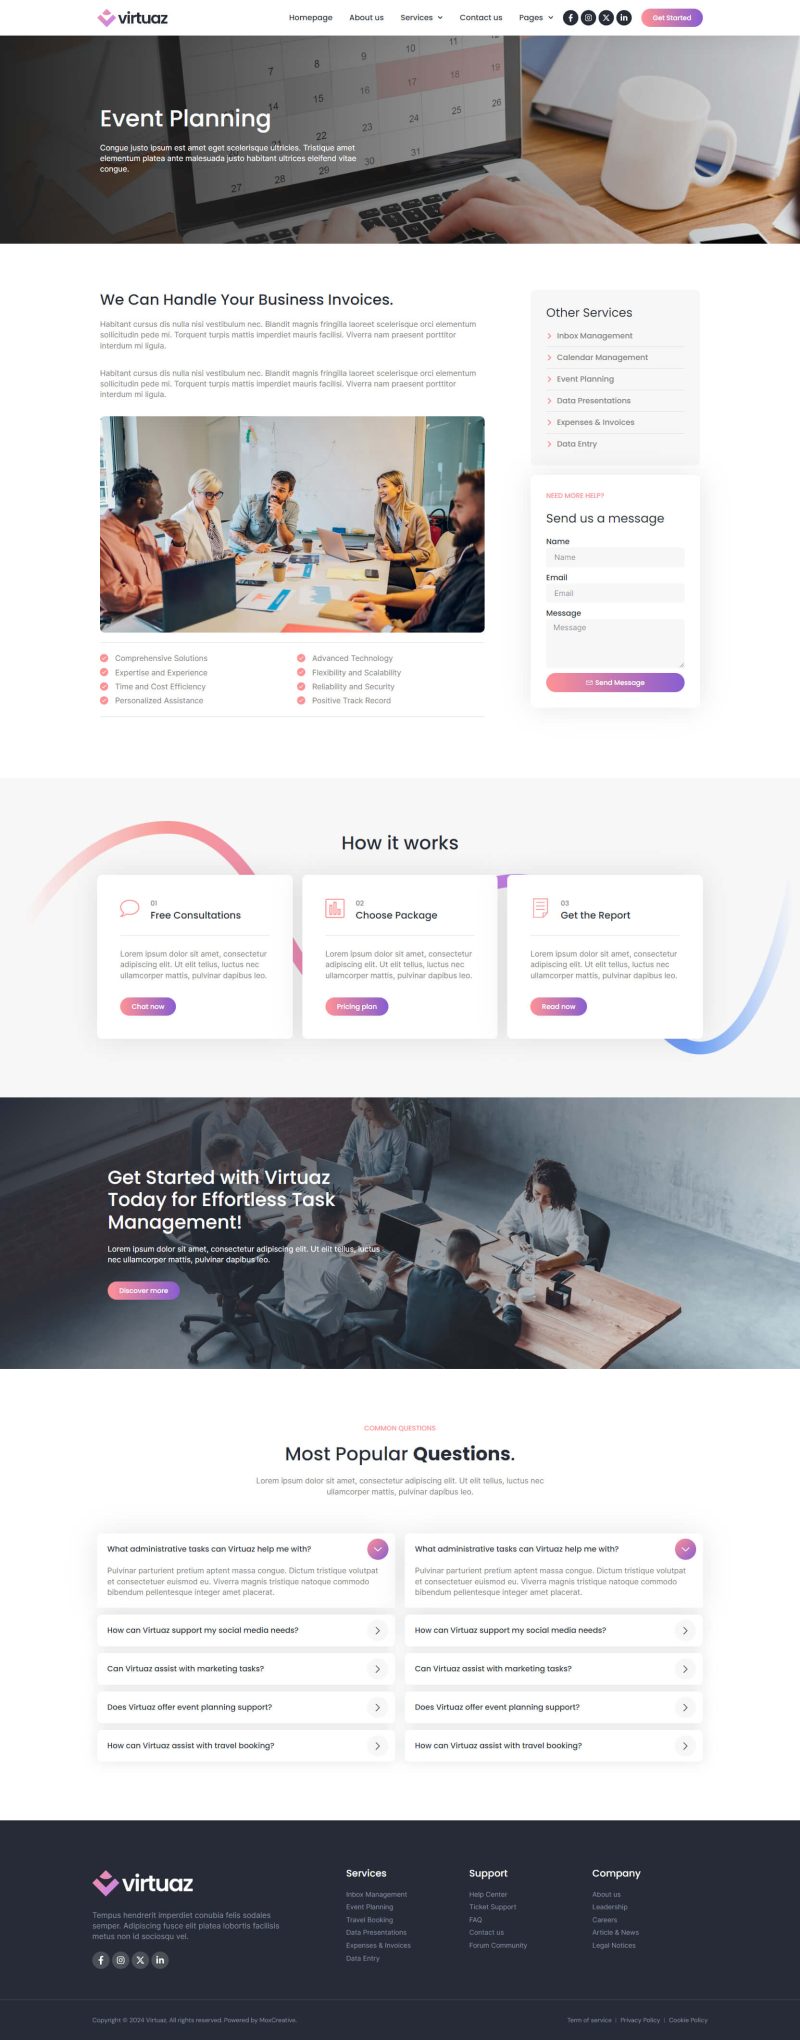 virtuaz
Homepage About us Services Contact us Pages Get Started
Event Planning
Congue justo ipsum est amet eget scelerisque ultricies. Tristique amet
elementum platea ante malesuada justo habitant ultrices eleifend vitae
congue.
7 8 9 10 11 12
14 15 16 17 18 19
22 23 24 25 26
27 28 29 30 31
We Can Handle Your Business Invoices.
Habitant cursus dis nulla nisi vestibulum nec. Blandit magnis fringilla laoreet scelerisque orci elementum
sollicitudin pede mi. Torquent turpis mattis imperdiet mauris facilisi. Viverra nam praesent porttitor
interdum mi ligula.
Habitant cursus dis nulla nisi vestibulum nec. Blandit magnis fringilla laoreet scelerisque orci elementum
sollicitudin pede mi. Torquent turpis mattis imperdiet mauris facilisi. Viverra nam praesent porttitor
interdum mi ligula.
Comprehensive Solutions
Expertise and Experience
Time and Cost Efficiency
Personalized Assistance
Advanced Technology
Flexibility and Scalability
Reliability and Security
Positive Track Record
Other Services
Inbox Management
Calendar Management
Event Planning
Data Presentations
Expenses & Invoices
Data Entry
NEED MORE HELP?
Send us a message
Name
Name
Email
Email
Message
Message
Send Message
How it works
01
Free Consultations
Lorem ipsum dolor sit amet, consectetur
adipiscing elit. Ut elit tellus, luctus nec
ullamcorper mattis, pulvinar dapibus leo.
Chat now
02
Choose Package
Lorem ipsum dolor sit amet, consectetur
adipiscing elit. Ut elit tellus, luctus nec
ullamcorper mattis, pulvinar dapibus leo.
Pricing plan
03
Get the Report
Lorem ipsum dolor sit amet, consectetur
adipiscing elit. Ut elit tellus, luctus nec
ullamcorper mattis, pulvinar dapibus leo.
Read now
Get Started with Virtuaz
Today for Effortless Task
Management!
Lorem ipsum dolor sit amet, consectetur adipiscing elit. Ut elit tellus, luctus
nec ullamcorper mattis, pulvinar dapibus leo.
Discover more
COMMON QUESTIONS
Most Popular Questions.
Lorem ipsum dolor sit amet, consectetur adipiscing elit. Ut elit tellus, luctus nec
ullamcorper mattis, pulvinar dapibus leo.
What administrative tasks can Virtuaz help me with?
Pulvinar parturient pretium aptent massa congue. Dictum tristique volutpat
et consectetuer euismod eu. Viverra magnis tristique natoque commodo
bibendum pellentesque integer amet placerat.
How can Virtuaz support my social media needs?
Can Virtuaz assist with marketing tasks?
Does Virtuaz offer event planning support?
How can Virtuaz assist with travel booking?
What administrative tasks can Virtuaz help me with?
Pulvinar parturient pretium aptent massa congue. Dictum tristique volutpat
et consectetuer euismod eu. Viverra magnis tristique natoque commodo
bibendum pellentesque integer amet placerat.
How can Virtuaz support my social media needs?
Can Virtuaz assist with marketing tasks?
Does Virtuaz offer event planning support?
How can Virtuaz assist with travel booking?
virtuaz
Tempus hendrerit imperdiet conubia felis sodales
semper. Adipiscing fusce elit platea lobortis facilisis
metus non id sociosqu vel.
Services
Inbox Management
Event Planning
Travel Booking
Data Presentations
Expenses & Invoices
Data Entry
Support
Help Center
Ticket Support
FAQ
Contact us
Forum Community
Company
About us
Leadership
Careers
Article & News
Legal Notices
Copyright © 2024 Virtuaz. All rights reserved. Powered by MoxCreative.
Term of service | Privacy Policy | Cookie Policy